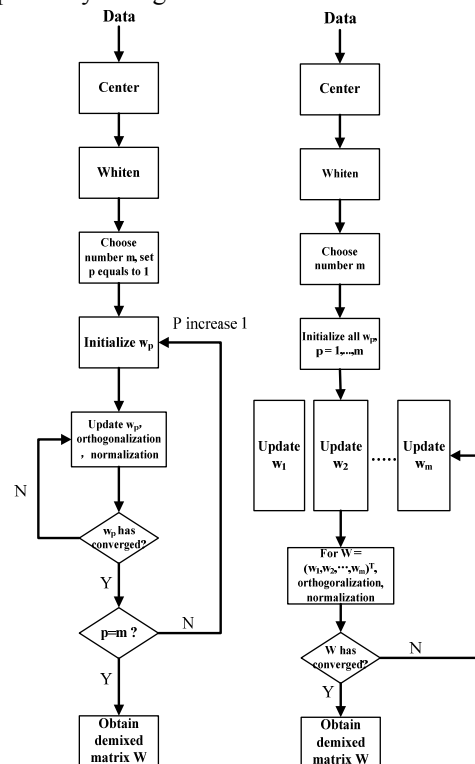 Data
Center
Whiten
Choose
number m, set
p equals to 1
P increase 1
Initialize wp
Update wp,
orthogonalization
, normalization
N
wp has
converged?
Y
p=m ?
N
Y
Obtain
demixed
matrix W
Data
Center
Whiten
Choose
number m
Initialize all wp,
p = 1,...,m
Update
w1
Update
w2
......
Update
wm
For W =
(w1,w2,···,wm)T,
orthogoralization,
normalization
W has
converged?
N
Y
Obtain
demixed
matrix W